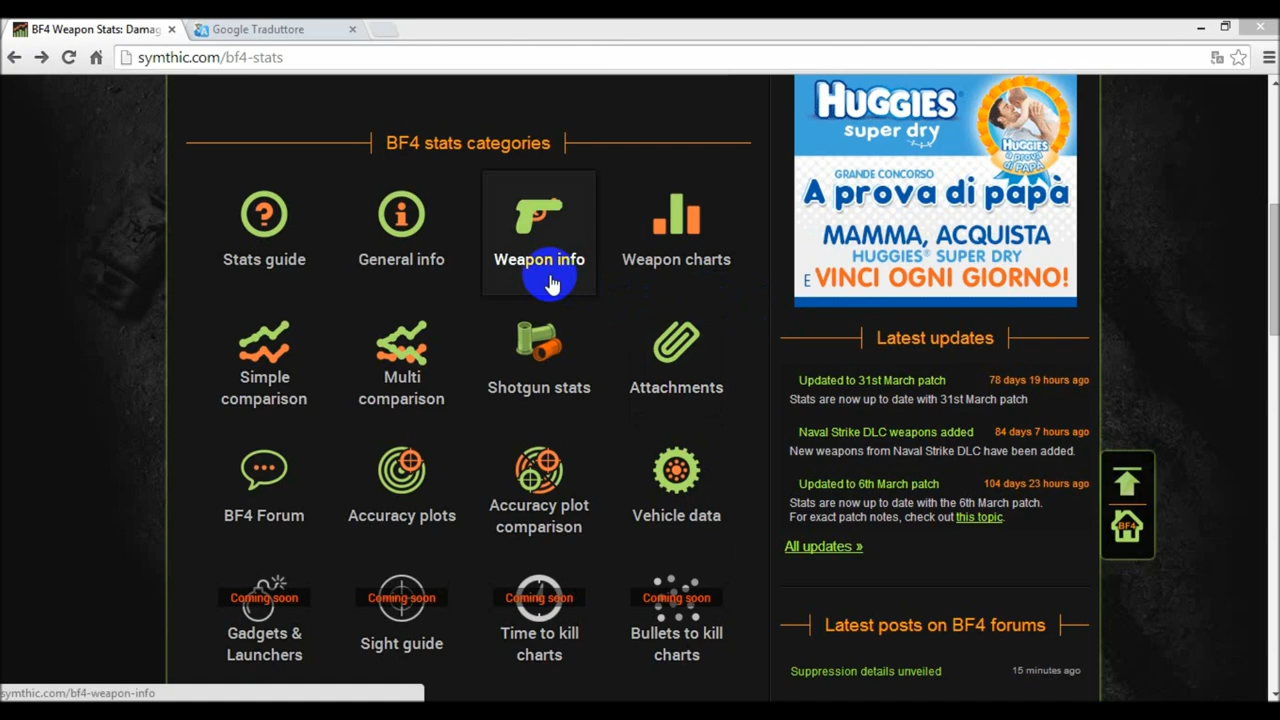 BF4 Weapon Stats: Damag
Google Traduttore
symthic.com/bf4-stats
BF4 stats categories
Stats guide
General info
Weapon info
Weapon charts
Simple
comparison
Multi
comparison
Shotgun stats
Attachments
BF4 Forum
Accuracy plots
Accuracy plot
comparison
Vehicle data
Coming soon
Gadgets &
Launchers
Coming soon
Sight guide
Coming soon
Time to kill
charts
Coming soon
Bullets to kill
charts
HUGGIES
super dry
HUGGIES
è a prova
di PAPÀ
GRANDE CONCORSO
A prova di papà
MAMMA, ACQUISTA
HUGGIES® SUPER DRY
E VINCI OGNI GIORNO!
Latest updates
Updated to 31st March patch 78 days 19 hours ago
Stats are now up to date with 31st March patch
Naval Strike DLC weapons added 84 days 7 hours ago
New weapons from Naval Strike DLC have been added.
Updated to 6th March patch 104 days 23 hours ago
Stats are now up to date with the 6th March patch.
For exact patch notes, check out this topic.
All updates »
BF4
Latest posts on BF4 forums
Suppression details unveiled 15 minutes ago
symthic.com/bf4-weapon-info